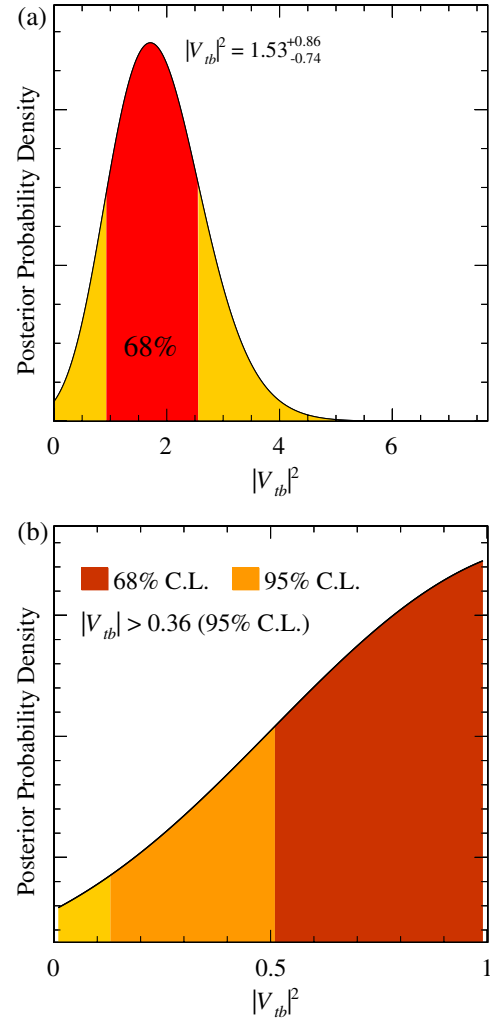 (a)
|V_tb|² = 1.53 +0.86 -0.74
Posterior Probability Density
68%
0 2 4 6
|V_tb|²
(b)
68% C.L. 95% C.L.
|V_tb| > 0.36 (95% C.L.)
Posterior Probability Density
0 0.5 1
|V_tb|²